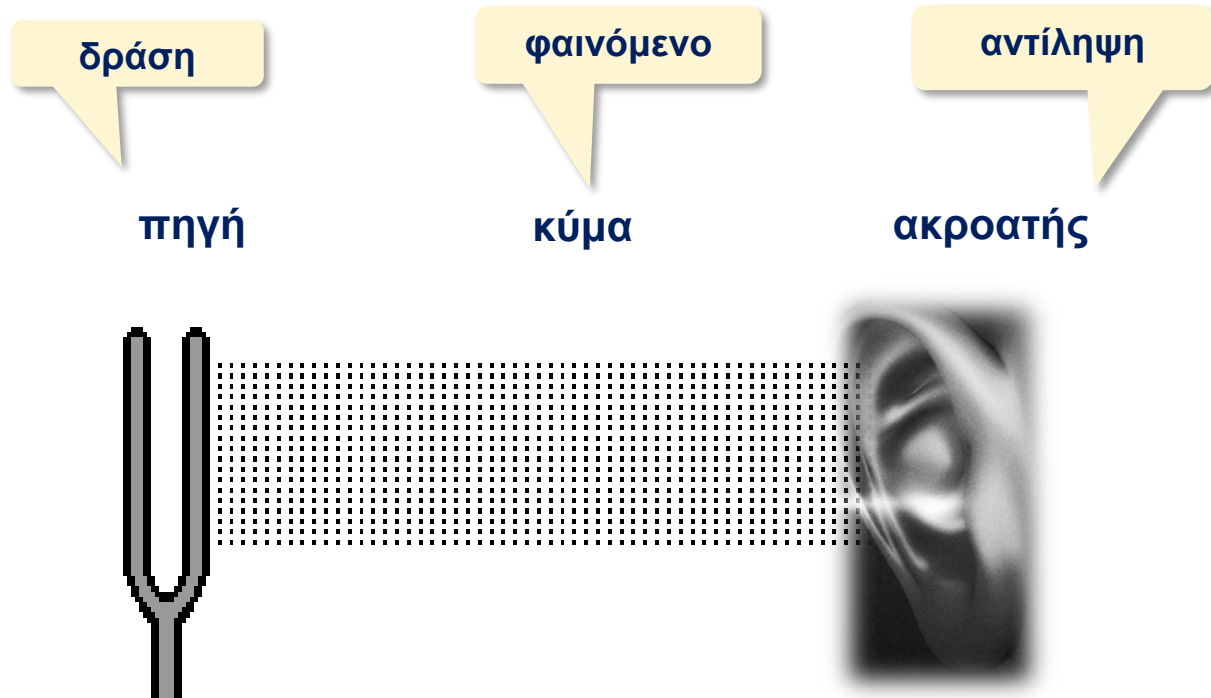 δράση
φαινόμενο
αντίληψη
πηγή
κύμα
ακροατής